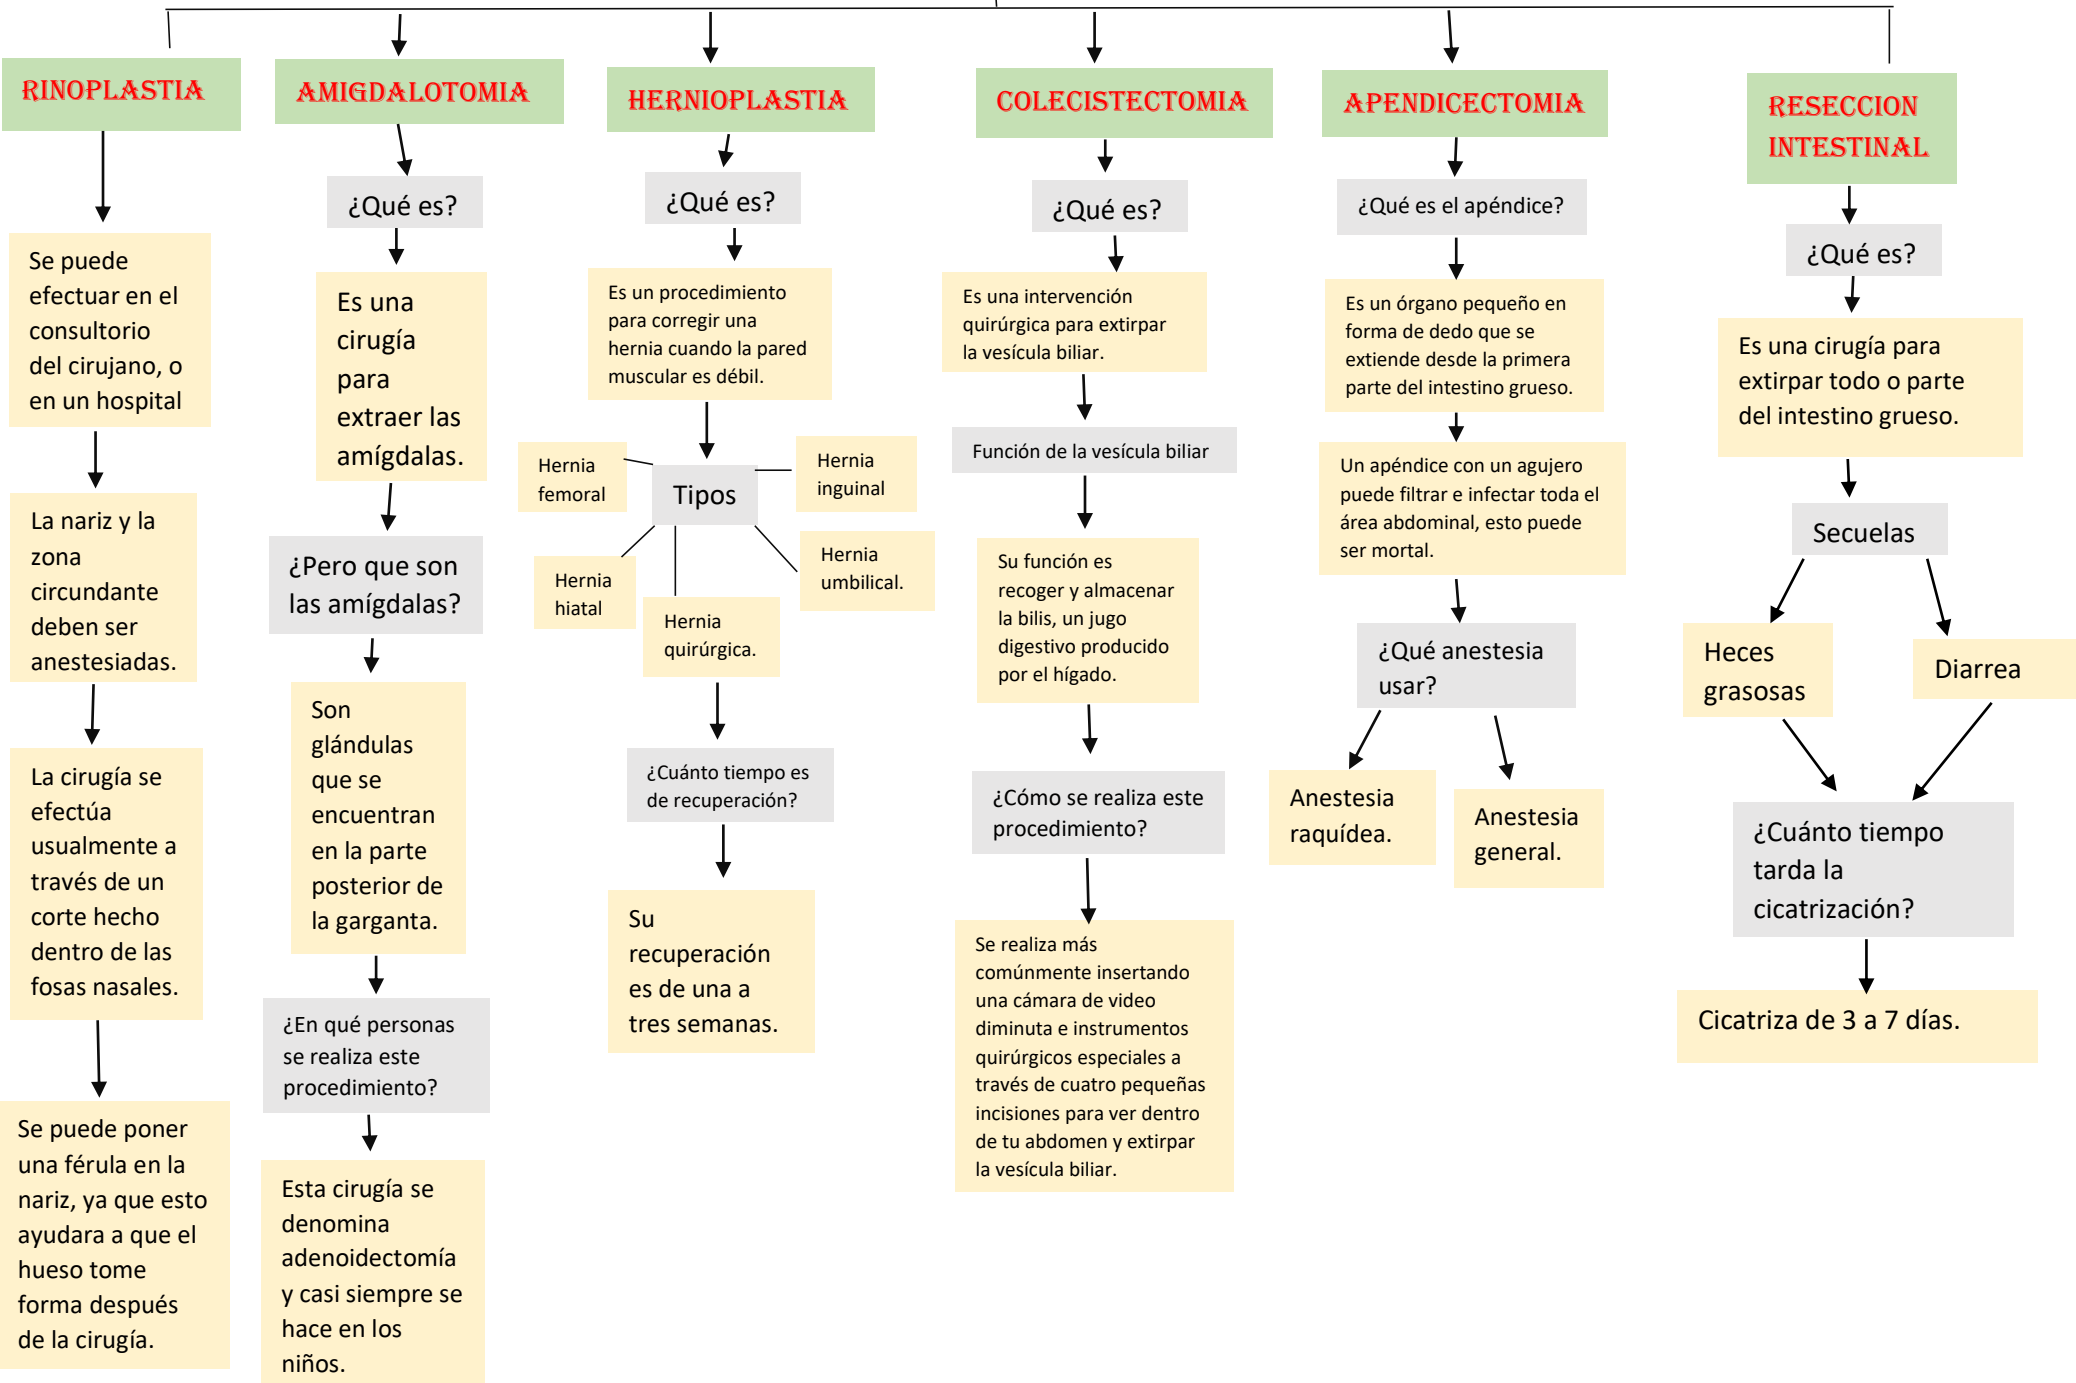 RINOPLASTIA
Se puede
efectuar en el
consultorio
del cirujano, o
en un hospital
La nariz y la
zona
circundante
deben ser
anestesiadas.
La cirugía se
efectúa
usualmente a
través de un
corte hecho
dentro de las
fosas nasales.
Se puede poner
una férula en la
nariz, ya que esto
ayudara a que el
hueso tome
forma después
de la cirugía.
AMIGDALOTOMIA
¿Qué es?
Es una
cirugía
para
extraer las
amígdalas.
¿Pero que son
las amígdalas?
Son
glándulas
que se
encuentran
en la parte
posterior de
la garganta.
¿En qué personas
se realiza este
procedimiento?
Esta cirugía se
denomina
adenoidectomía
y casi siempre se
hace en los
niños.
HERNIOPLASTIA
¿Qué es?
Es un procedimiento
para corregir una
hernia cuando la pared
muscular es débil.
Tipos
Hernia
femoral
Hernia
inguinal
Hernia
hiatal
Hernia
quirúrgica.
Hernia
umbilical.
¿Cuánto tiempo es
de recuperación?
Su
recuperación
es de una a
tres semanas.
COLECISTECTOMIA
¿Qué es?
Es una intervención
quirúrgica para extirpar
la vesícula biliar.
Función de la vesícula biliar
Su función es
recoger y almacenar
la bilis, un jugo
digestivo producido
por el hígado.
¿Cómo se realiza este
procedimiento?
Se realiza más
comúnmente insertando
una cámara de video
diminuta e instrumentos
quirúrgicos especiales a
través de cuatro pequeñas
incisiones para ver dentro
de tu abdomen y extirpar
la vesícula biliar.
APENDICECTOMIA
¿Qué es el apéndice?
Es un órgano pequeño en
forma de dedo que se
extiende desde la primera
parte del intestino grueso.
Un apéndice con un agujero
puede filtrar e infectar toda el
área abdominal, esto puede
ser mortal.
¿Qué anestesia
usar?
Anestesia
raquídea.
Anestesia
general.
RESECCION
INTESTINAL
¿Qué es?
Es una cirugía para
extirpar todo o parte
del intestino grueso.
Secuelas
Heces
grasosas
Diarrea
¿Cuánto tiempo
tarda la
cicatrización?
Cicatriza de 3 a 7 días.